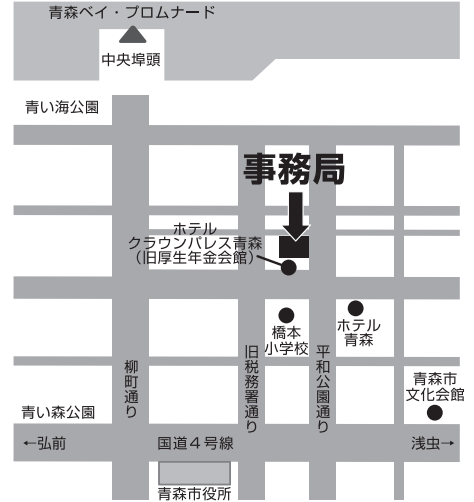 青森ベイ・プロムナード
中央埠頭
青い海公園
事務局
ホテル
クラウンパレス青森
（旧厚生年金会館）
橋本
小学校
ホテル
青森
柳町通り
旧税務署通り
平和公園通り
青森市
文化会館
青い森公園
←弘前
国道４号線
浅虫→
青森市役所